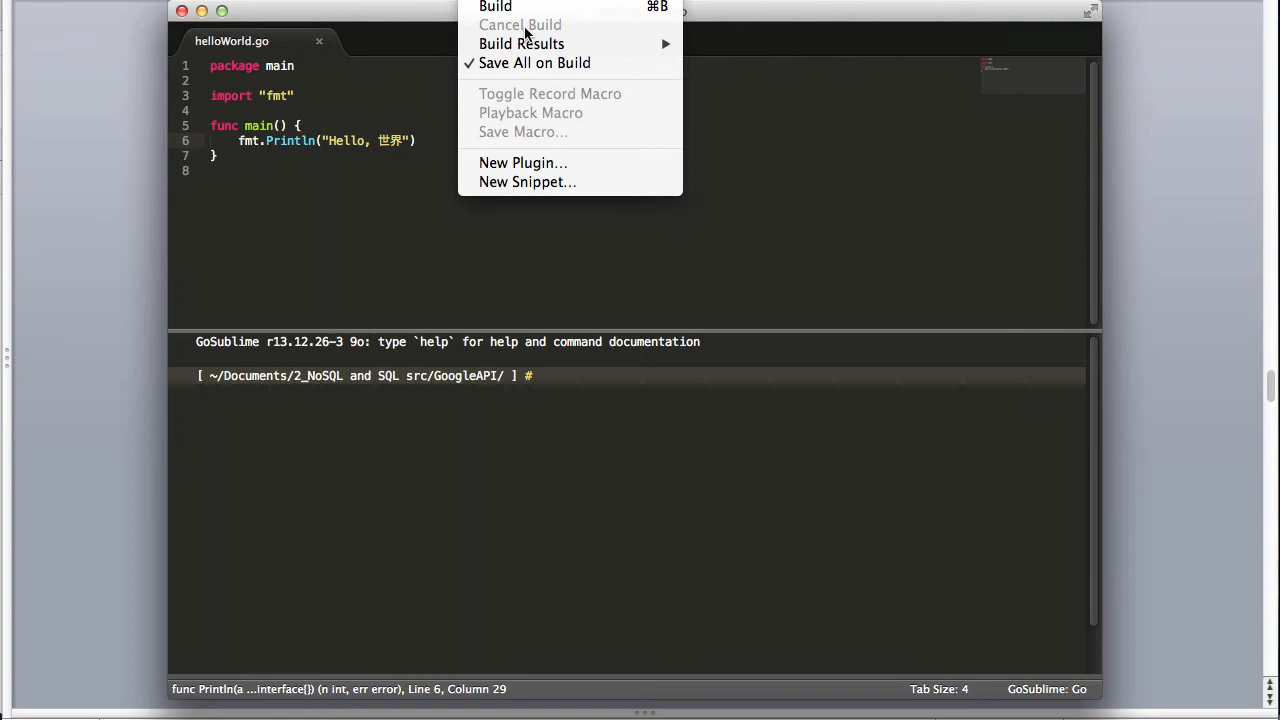 Build ⌘B
Cancel Build
Build Results
Save All on Build
Toggle Record Macro
Playback Macro
Save Macro...
New Plugin...
New Snippet...
helloWorld.go
1 package main
2
3 import "fmt"
4
5 func main() {
6 fmt.Println("Hello, 世界")
7 }
8
GoSublime r13.12.26-3 9o: type `help` for help and command documentation
[ ~/Documents/2_NoSQL and SQL src/GoogleAPI/ ] #
func Println(a ...interface{}) (n int, err error), Line 6, Column 29
Tab Size: 4
GoSublime: Go